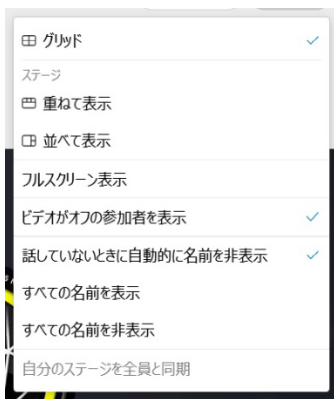 グリッド
ステージ
重ねて表示
並べて表示
フルスクリーン表示
ビデオがオフの参加者を表示
話していないときに自動的に名前を非表示
すべての名前を表示
すべての名前を非表示
自分のステージを全員と同期